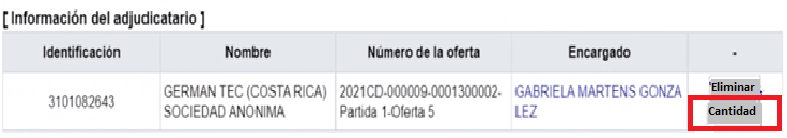 [ Información del adjudicatario ]
Identificación Nombre Número de la oferta Encargado -
3101082643 GERMAN TEC (COSTA RICA) SOCIEDAD ANONIMA 2021CD-000009-0001300002-Partida 1-Oferta 5 GABRIELA MARTENS GONZALEZ Eliminar
Cantidad